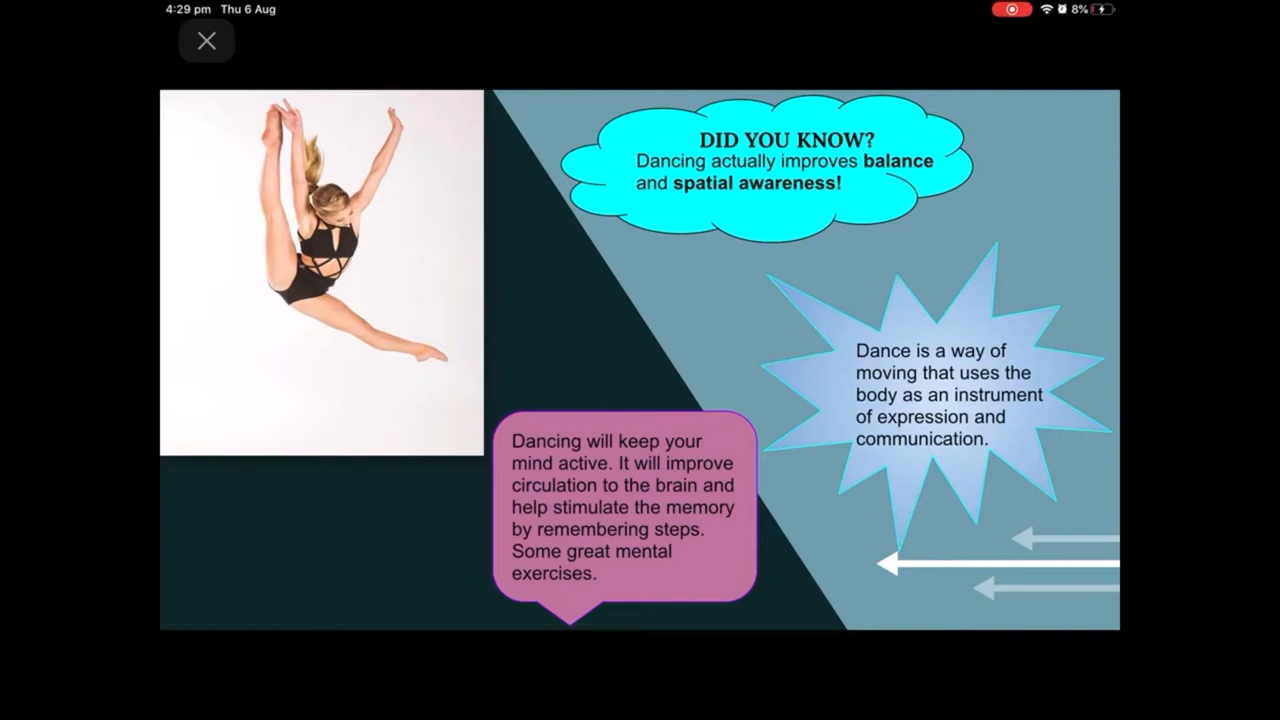 4:29 pm Thu 6 Aug
8%
DID YOU KNOW?
Dancing actually improves balance
and spatial awareness!
Dance is a way of
moving that uses the
body as an instrument
of expression and
communication.
Dancing will keep your
mind active. It will improve
circulation to the brain and
help stimulate the memory
by remembering steps.
Some great mental
exercises.